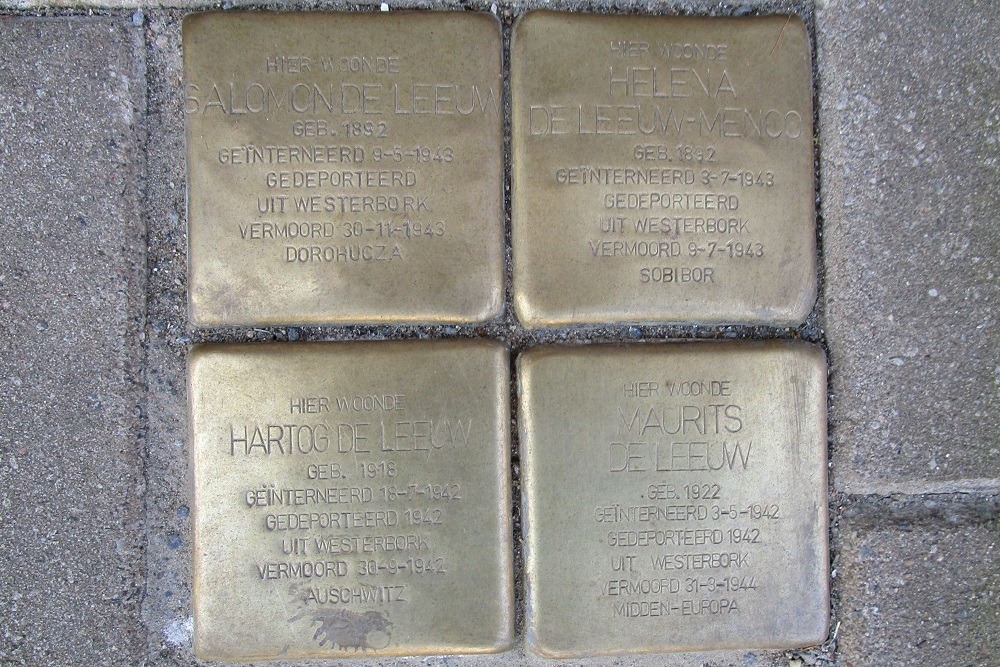 HIER WOONDE
SALOMON DE LEEUW
GEB. 1892
GEÏNTERNEERD 9-5-1943
GEDEPORTEERD
UIT WESTERBORK
VERMOORD 30-11-1943
DOROHUCZA
HIER WOONDE
HELENA
DE LEEUW-MENCO
GEB. 1892
GEÏNTERNEERD 3-7-1943
GEDEPORTEERD
UIT WESTERBORK
VERMOORD 9-7-1943
SOBIBOR
HIER WOONDE
HARTOG DE LEEUW
GEB. 1918
GEÏNTERNEERD 18-7-1942
GEDEPORTEERD 1942
UIT WESTERBORK
VERMOORD 30-9-1942
AUSCHWITZ
HIER WOONDE
MAURITS
DE LEEUW
GEB. 1922
GEÏNTERNEERD 3-5-1942
GEDEPORTEERD 1942
UIT WESTERBORK
VERMOORD 31-3-1944
MIDDEN-EUROPA